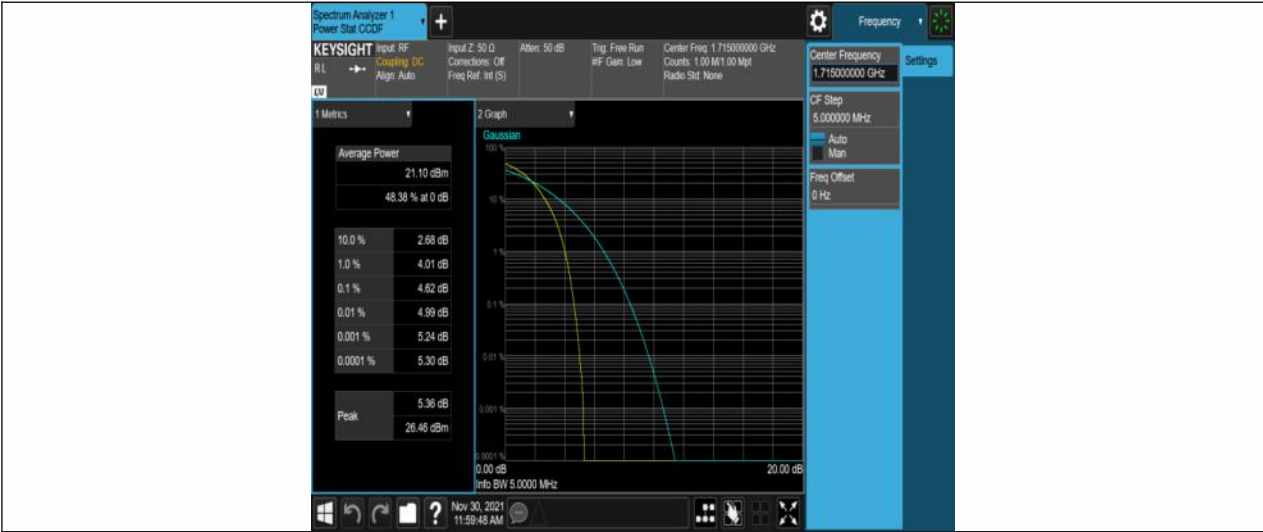 Spectrum Analyzer 1
Power Stat CCDF
Frequency
KEYSIGHT
Input: RF
Coupling: DC
Align: Auto
Input Z: 50 Ω
Corrections: Off
Freq Ref: Int (S)
Atten: 50 dB
Trig: Free Run
#IF Gain: Low
Center Freq: 1.715000000 GHz
Counts: 1.00 M/1.00 Mpt
Radio Std: None
R L
LV
Center Frequency
1.715000000 GHz
Settings
CF Step
5.000000 MHz
Auto
Man
Freq Offset
0 Hz
1 Metrics
Average Power
21.10 dBm
48.38 % at 0 dB
10.0 % 2.68 dB
1.0 % 4.01 dB
0.1 % 4.62 dB
0.01 % 4.99 dB
0.001 % 5.24 dB
0.0001 % 5.30 dB
Peak
5.36 dB
26.46 dBm
2 Graph
Gaussian
100 %
10 %
1 %
0.1 %
0.01 %
0.001 %
0.0001 %
0.00 dB 20.00 dB
Info BW 5.0000 MHz
Nov 30, 2021
11:59:48 AM